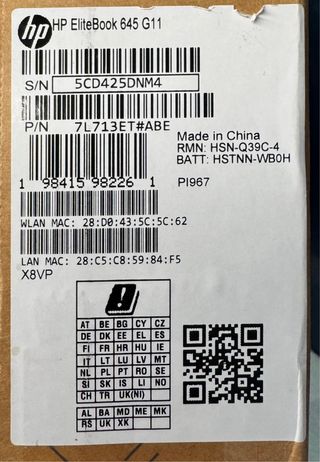 hp HP EliteBook 645 G11
S/N 5CD425DNM4
P/N 7L713ET#ABE
Made in China
RMN: HSN-Q39C-4
BATT: HSTNN-WB0H
1 98415 98226 1
PI967
WLAN MAC: 28:D0:43:5C:5C:62
LAN MAC: 28:C5:C8:59:84:F5
X8VP
AT BE BG CY CZ
DE DK EE EL ES
FI FR HR HU IE
IT LT LU LV MT
NL PL PT RO SE
SI SK IS LI NO
CH TR UK(NI)
AL BA MD ME MK
RS UK XK